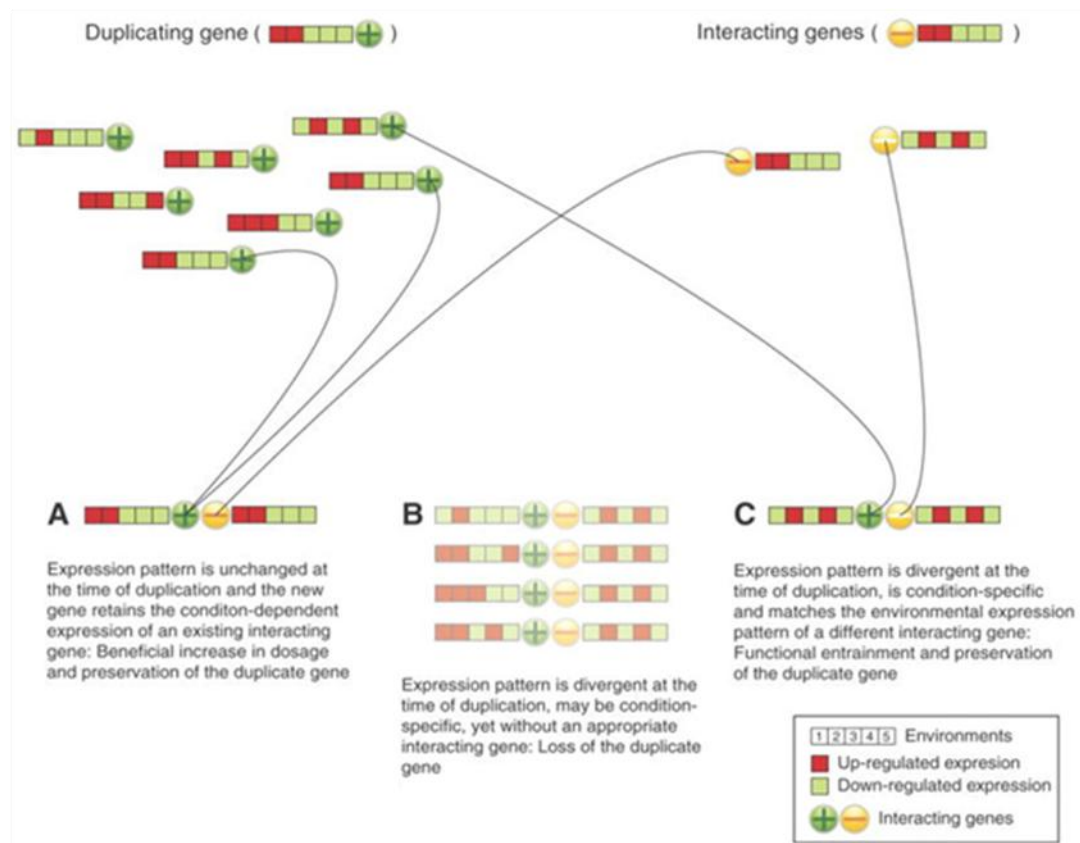 Duplicating gene ( )
Interacting genes ( )
A
Expression pattern is unchanged at
the time of duplication and the new
gene retains the conditon-dependent
expression of an existing interacting
gene: Beneficial increase in dosage
and preservation of the duplicate gene
B
Expression pattern is divergent at the
time of duplication, may be condition-
specific, yet without an appropriate
interacting gene: Loss of the duplicate
gene
C
Expression pattern is divergent at the
time of duplication, is condition-specific
and matches the environmental expression
pattern of a different interacting gene:
Functional entrainment and preservation
of the duplicate gene
1 2 3 4 5 Environments
Up-regulated expresion
Down-regulated expression
Interacting genes